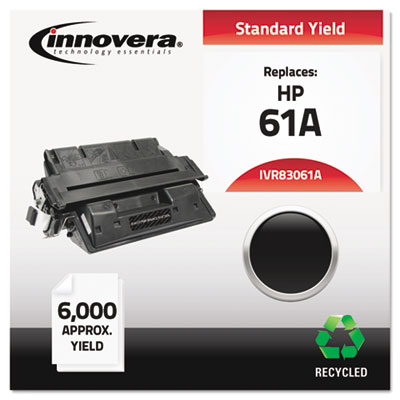 innovera
technology essentials
Standard Yield
Replaces:
HP
61A
IVR83061A
6,000
APPROX.
YIELD
RECYCLED